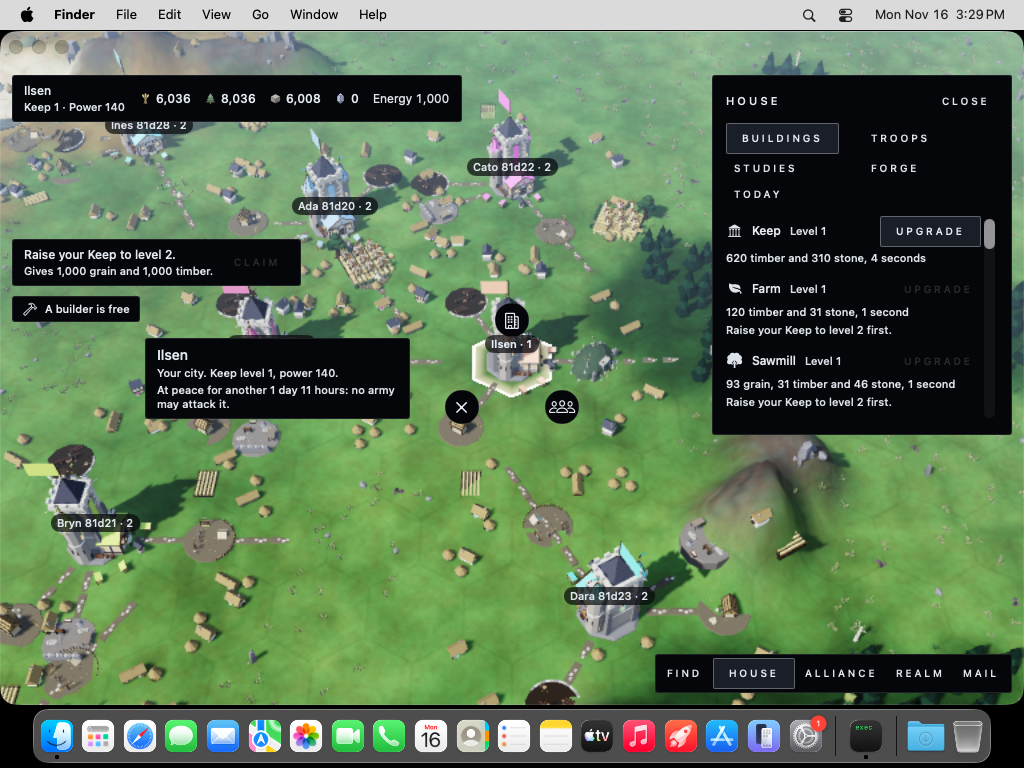 Finder File Edit View Go Window Help
Mon Nov 16 3:29 PM
Ilsen
Keep 1 · Power 140
6,036
8,036
6,008
0
Energy 1,000
Ines 81d28 · 2
Cato 81d22 · 2
Ada 81d20 · 2
Raise your Keep to level 2.
Gives 1,000 grain and 1,000 timber.
CLAIM
A builder is free
Ilsen · 1
Ilsen
Your city. Keep level 1, power 140.
At peace for another 1 day 11 hours: no army
may attack it.
Bryn 81d21 · 2
Dara 81d23 · 2
HOUSE
CLOSE
BUILDINGS
TROOPS
STUDIES
FORGE
TODAY
Keep Level 1
UPGRADE
620 timber and 310 stone, 4 seconds
Farm Level 1
UPGRADE
120 timber and 31 stone, 1 second
Raise your Keep to level 2 first.
Sawmill Level 1
UPGRADE
93 grain, 31 timber and 46 stone, 1 second
Raise your Keep to level 2 first.
FIND HOUSE ALLIANCE REALM MAIL
Mon
16
tv
1
exec